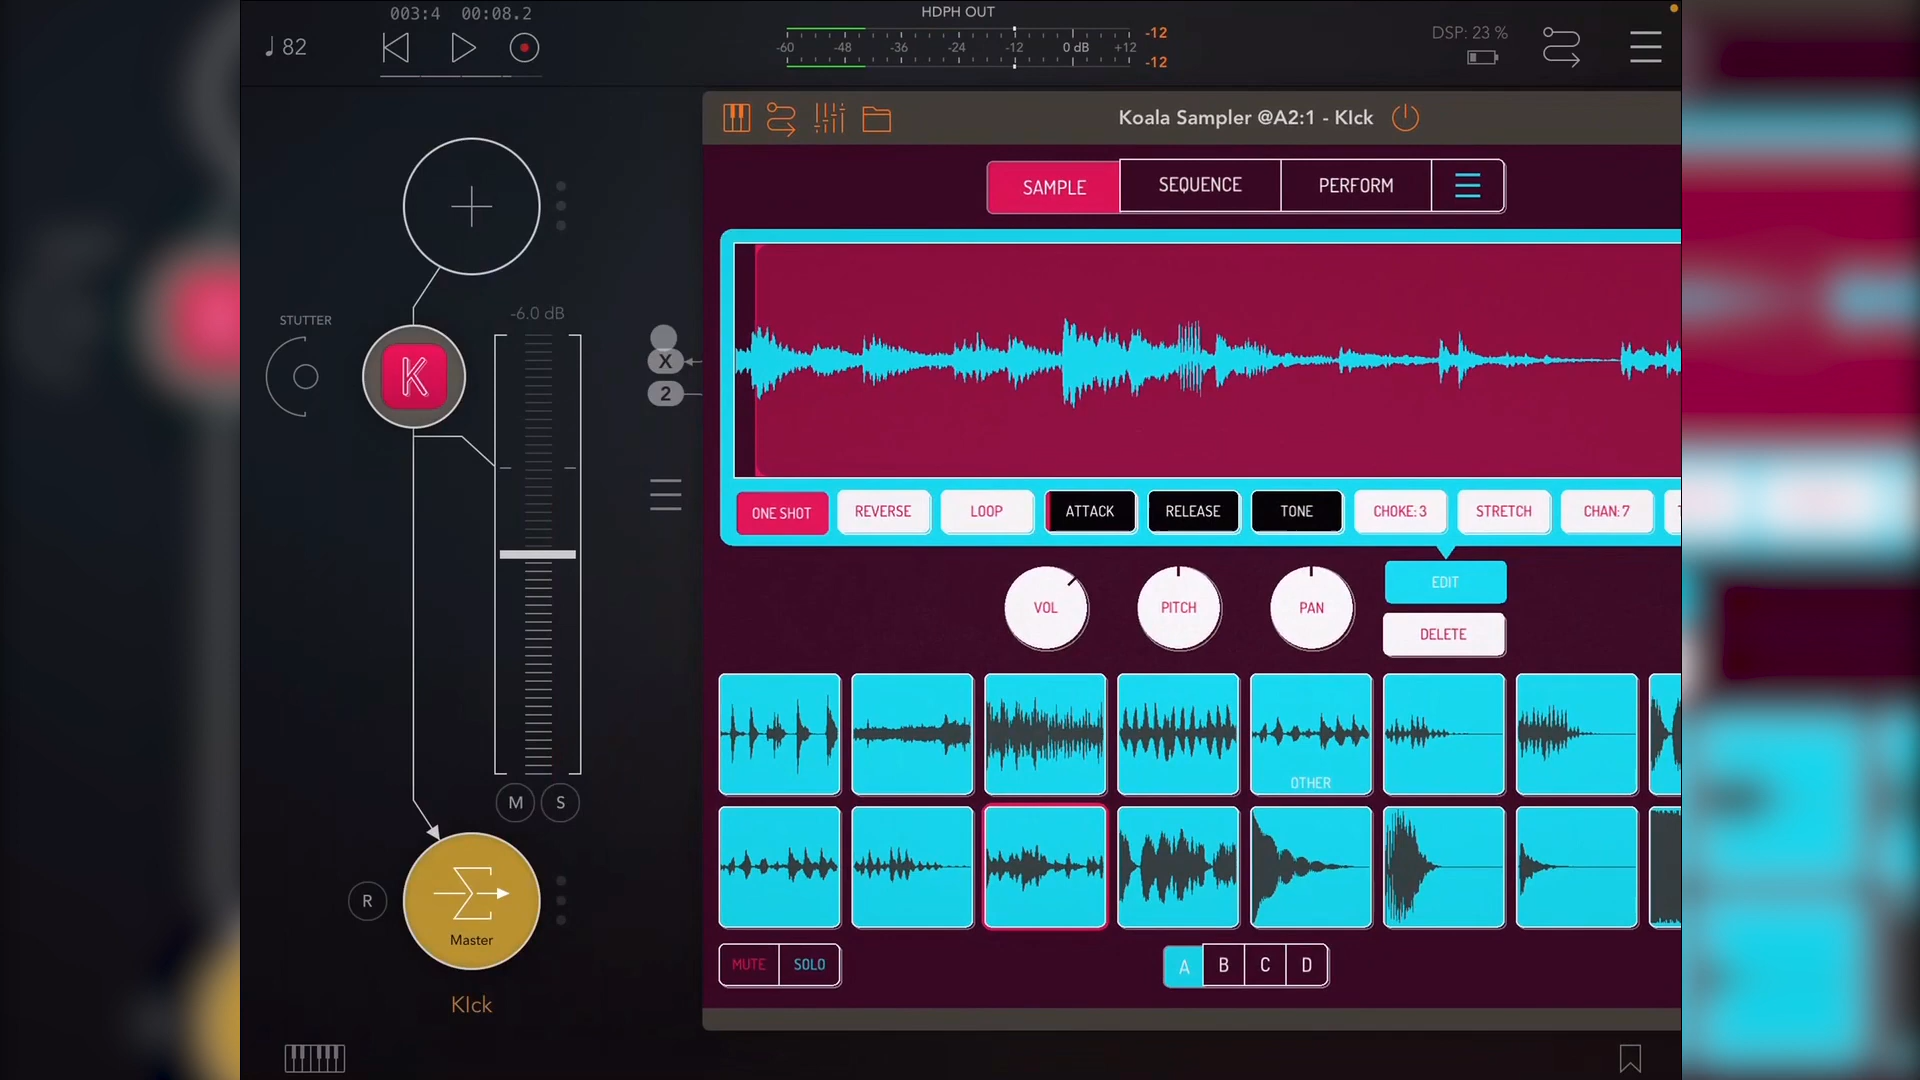 003:4 00:08.2
♩ 82
HDPH OUT
-60 -48 -36 -24 -12 0 dB +12
-12
-12
DSP: 23 %
Koala Sampler @A2:1 - KIck
SAMPLE SEQUENCE PERFORM
-6.0 dB
STUTTER
K
X
2
ONE SHOT REVERSE LOOP ATTACK RELEASE TONE CHOKE: 3 STRETCH CHAN: 7
VOL PITCH PAN EDIT
DELETE
OTHER
M S
R
Master
KIck
MUTE SOLO
A B C D